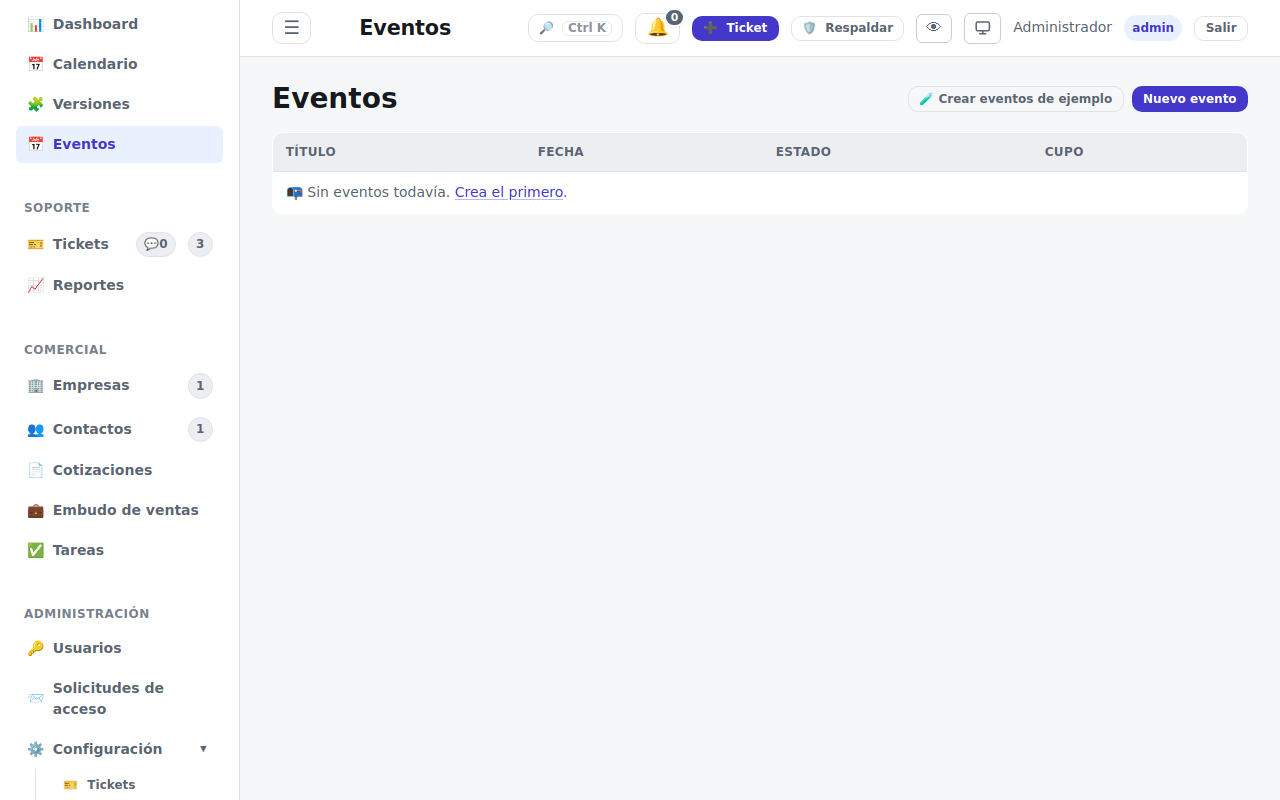 Dashboard
Calendario
Versiones
Eventos
SOPORTE
Tickets 💬0 3
Reportes
COMERCIAL
Empresas 1
Contactos 1
Cotizaciones
Embudo de ventas
Tareas
ADMINISTRACIÓN
Usuarios
Solicitudes de
acceso
Configuración ▾
Tickets
☰ Eventos 🔎 Ctrl K 🔔 0 ➕ Ticket 🛡️ Respaldar 👁 Administrador admin Salir
Eventos 🧪 Crear eventos de ejemplo Nuevo evento
TÍTULO FECHA ESTADO CUPO
📭 Sin eventos todavía. Crea el primero.